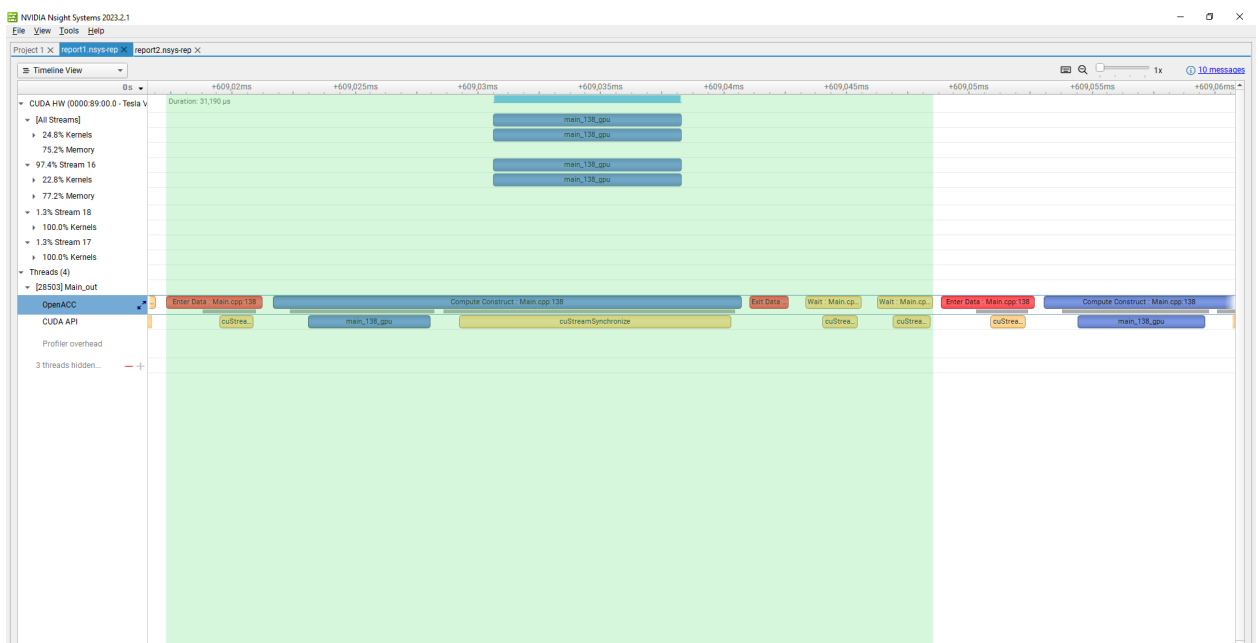 NVIDIA Nsight Systems 2023.2.1
File View Tools Help
Project 1 report1.nsys-rep report2.nsys-rep
Timeline View 1x 10 messages
0s +609,02ms +609,025ms +609,03ms +609,035ms +609,04ms +609,045ms +609,05ms +609,055ms +609,06ms
CUDA HW (0000:89:00.0 - Tesla V Duration: 31,190 µs
[All Streams] main_138_gpu
24.8% Kernels main_138_gpu
75.2% Memory
97.4% Stream 16 main_138_gpu
22.8% Kernels main_138_gpu
77.2% Memory
1.3% Stream 18
100.0% Kernels
1.3% Stream 17
100.0% Kernels
Threads (4)
[28503] Main_out
OpenACC Enter Data : Main.cpp:138 Compute Construct : Main.cpp:138 Exit Data ... Wait : Main.cp... Wait : Main.cp... Enter Data : Main.cpp:138 Compute Construct : Main.cpp:138
CUDA API cuStrea... main_138_gpu cuStreamSynchronize cuStrea... cuStrea... cuStrea... main_138_gpu
Profiler overhead
3 threads hidden...